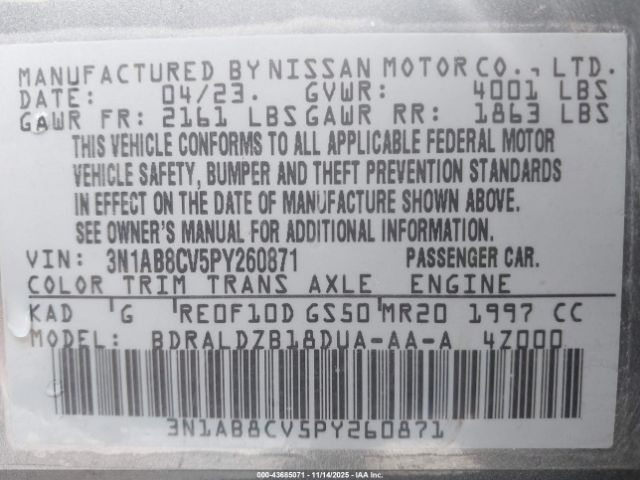 MANUFACTURED BY NISSAN MOTOR CO., LTD.
DATE: 04/23. GVWR: 4001 LBS
GAWR FR: 2161 LBS GAWR RR: 1863 LBS
THIS VEHICLE CONFORMS TO ALL APPLICABLE FEDERAL MOTOR
VEHICLE SAFETY, BUMPER AND THEFT PREVENTION STANDARDS
IN EFFECT ON THE DATE OF MANUFACTURE SHOWN ABOVE.
SEE OWNER'S MANUAL FOR ADDITIONAL INFORMATION.
VIN: 3N1AB8CV5PY260871 PASSENGER CAR.
COLOR TRIM TRANS AXLE ENGINE
KAD G RE0F10D GS50 MR20 1997 CC
MODEL: BDRALDZB18DUA-AA-A 4Z000
3N1AB8CV5PY260871
© IAA - 43685071 - 11/14/2025 - IAAI.COM